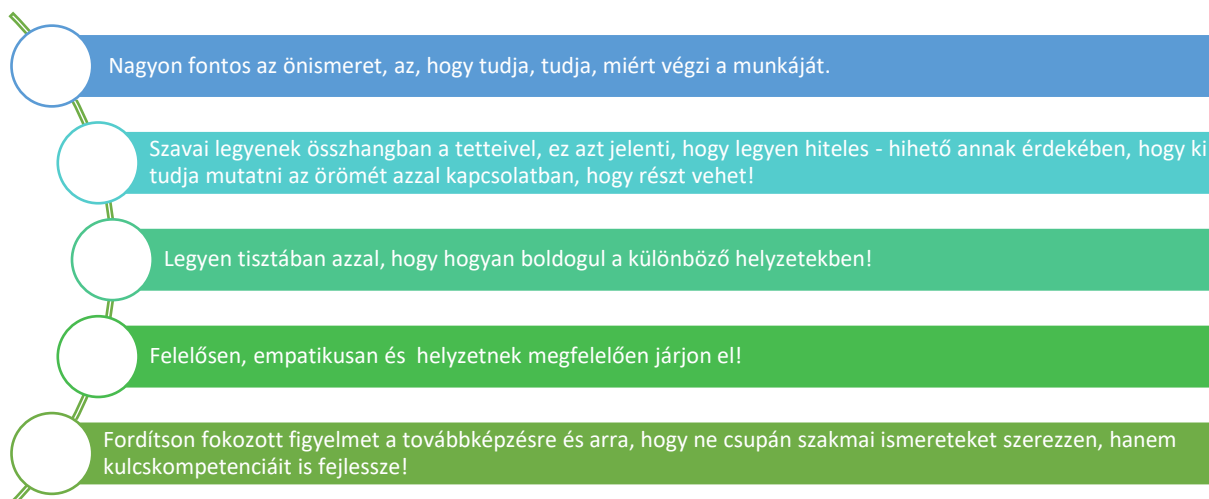 Nagyon fontos az önismeret, az, hogy tudja, tudja, miért végzi a munkáját.
Szavai legyenek összhangban a tetteivel, ez azt jelenti, hogy legyen hiteles - hihető annak érdekében, hogy ki
tudja mutatni az örömét azzal kapcsolatban, hogy részt vehet!
Legyen tisztában azzal, hogy hogyan boldogul a különböző helyzetekben!
Felelősen, empatikusan és helyzetnek megfelelően járjon el!
Fordítson fokozott figyelmet a továbbképzésre és arra, hogy ne csupán szakmai ismereteket szerezzen, hanem
kulcskompetenciáit is fejlessze!